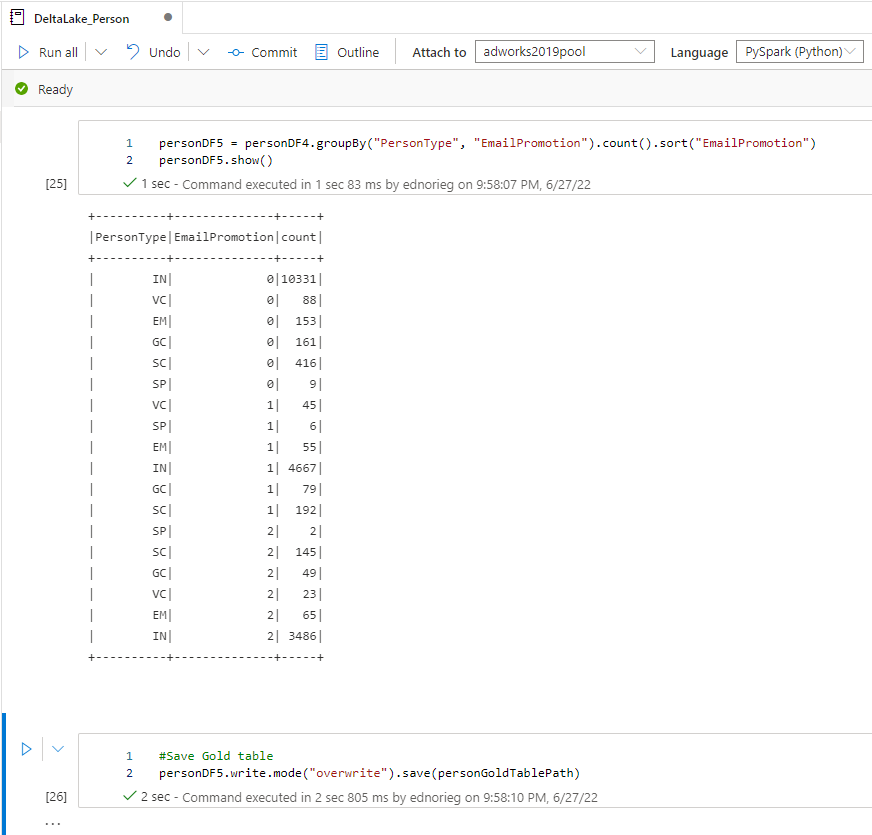 DeltaLake_Person
Run all Undo Commit Outline Attach to adworks2019pool Language PySpark (Python)
Ready
1 personDF5 = personDF4.groupBy("PersonType", "EmailPromotion").count().sort("EmailPromotion")
2 personDF5.show()
[25] 1 sec - Command executed in 1 sec 83 ms by ednorieg on 9:58:07 PM, 6/27/22
+----------+--------------+-----+
|PersonType|EmailPromotion|count|
+----------+--------------+-----+
|        IN|             0|10331|
|        VC|             0|   88|
|        EM|             0|  153|
|        GC|             0|  161|
|        SC|             0|  416|
|        SP|             0|    9|
|        VC|             1|   45|
|        SP|             1|    6|
|        EM|             1|   55|
|        IN|             1| 4667|
|        GC|             1|   79|
|        SC|             1|  192|
|        SP|             2|    2|
|        SC|             2|  145|
|        GC|             2|   49|
|        VC|             2|   23|
|        EM|             2|   65|
|        IN|             2| 3486|
+----------+--------------+-----+
1 #Save Gold table
2 personDF5.write.mode("overwrite").save(personGoldTablePath)
[26] 2 sec - Command executed in 2 sec 805 ms by ednorieg on 9:58:10 PM, 6/27/22
...